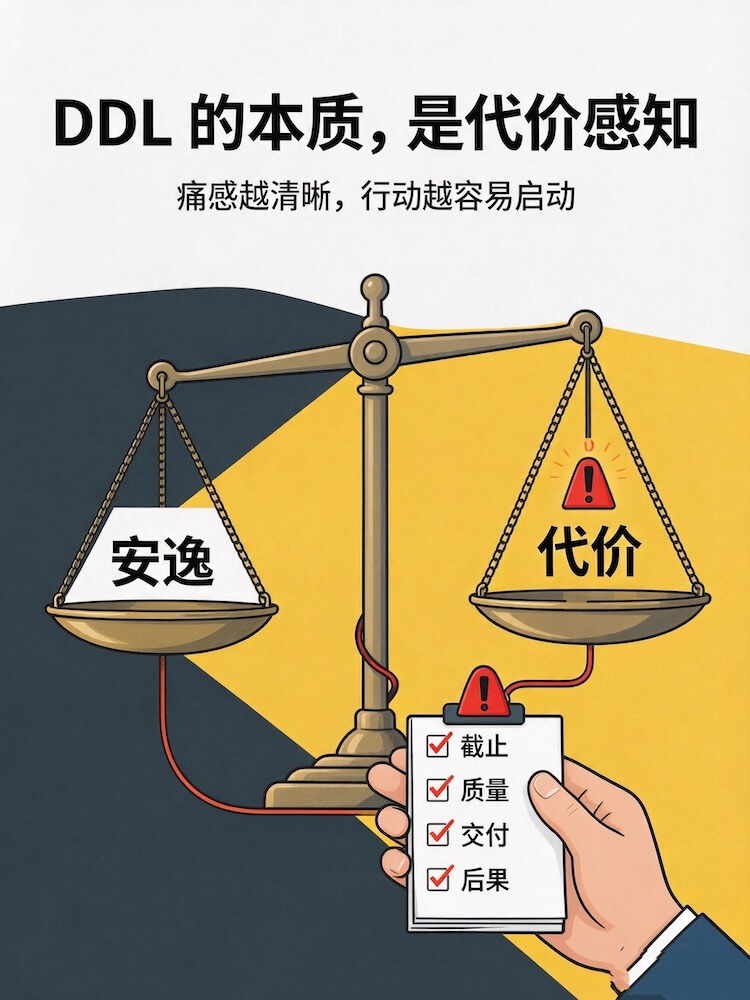 DDL 的本质，是代价感知
痛感越清晰，行动越容易启动
安逸
代价
截止
质量
交付
后果